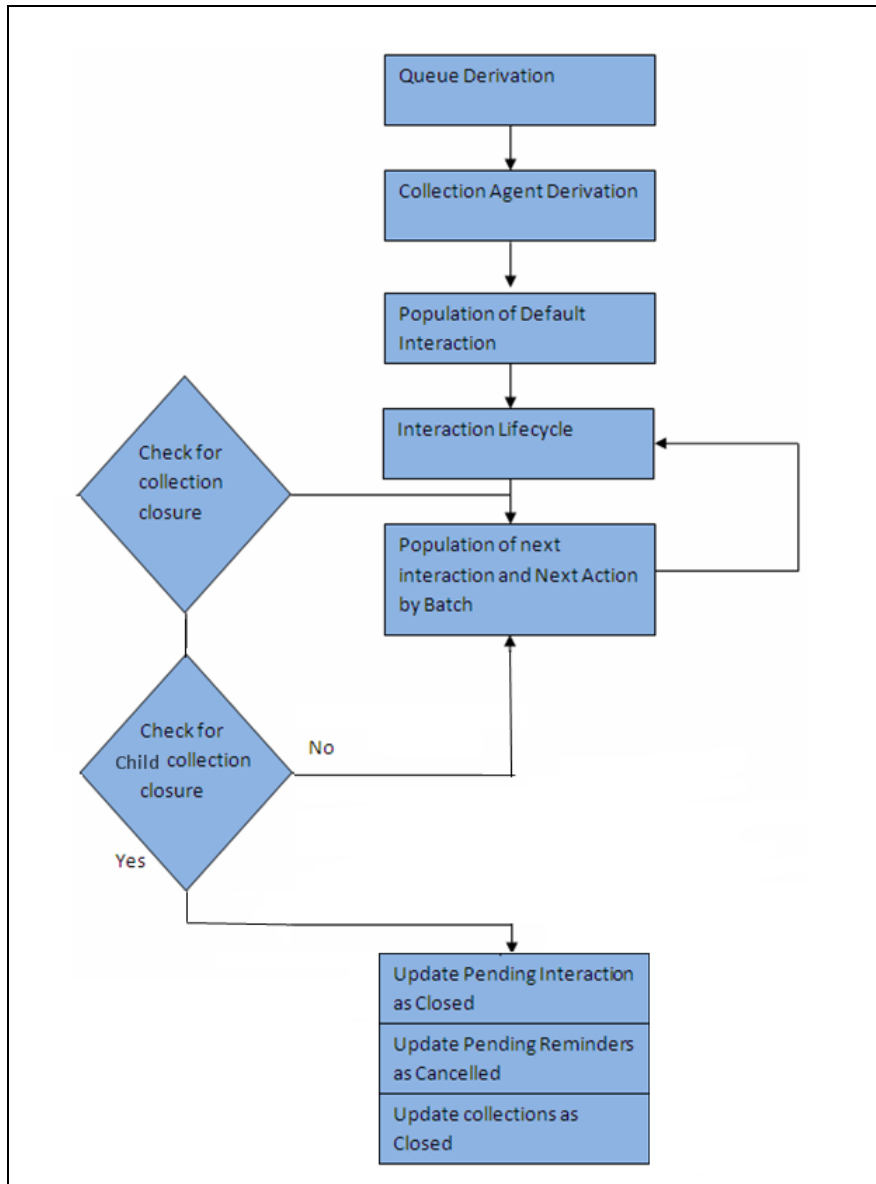 Queue Derivation
Collection Agent Derivation
Population of Default
Interaction
Interaction Lifecycle
Check for
collection
closure
Population of next
interaction and Next Action
by Batch
Check for
Child collection
closure
No
Yes
Update Pending Interaction
as Closed
Update Pending Reminders
as Cancelled
Update collections as
Closed